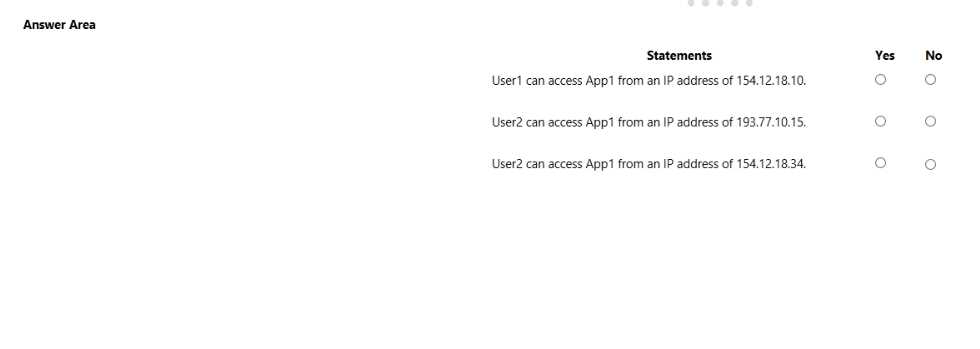 Answer Area
Statements Yes No
User1 can access App1 from an IP address of 154.12.18.10.
User2 can access App1 from an IP address of 193.77.10.15.
User2 can access App1 from an IP address of 154.12.18.34.